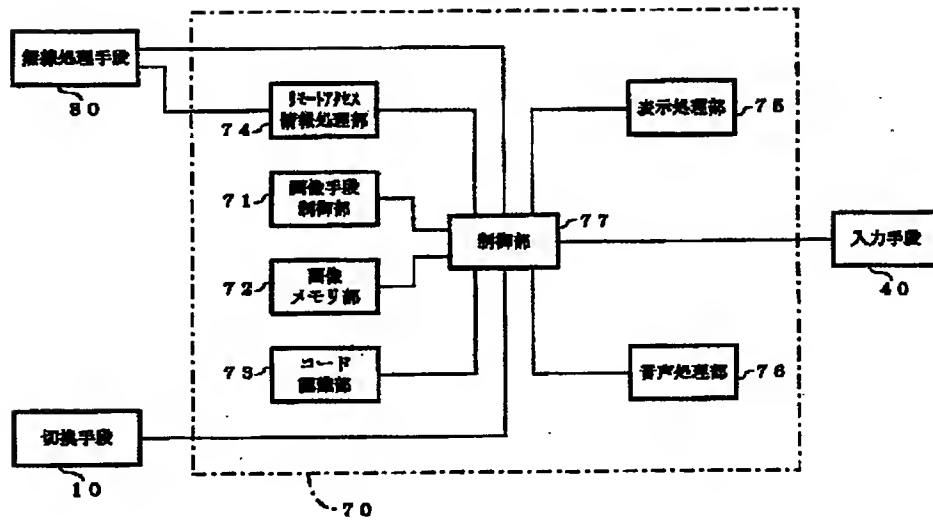 無線処理手段
80
リモートアクセス
情報処理部
74
表示処理部
75
画像手段
制御部
71
制御部
77
入力手段
40
画像
メモリ部
72
コード
認識部
73
音声処理部
76
切換手段
10
70